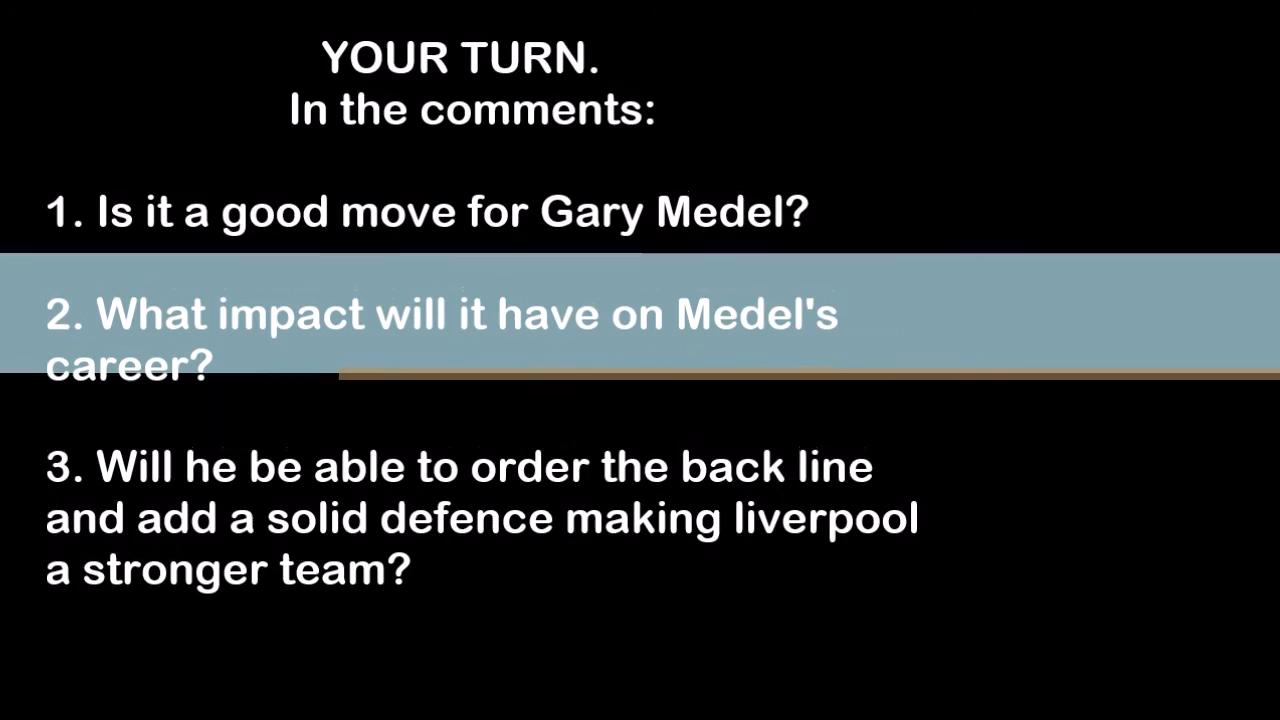 YOUR TURN.
In the comments:
1. Is it a good move for Gary Medel?
2. What impact will it have on Medel's
career?
3. Will he be able to order the back line
and add a solid defence making liverpool
a stronger team?